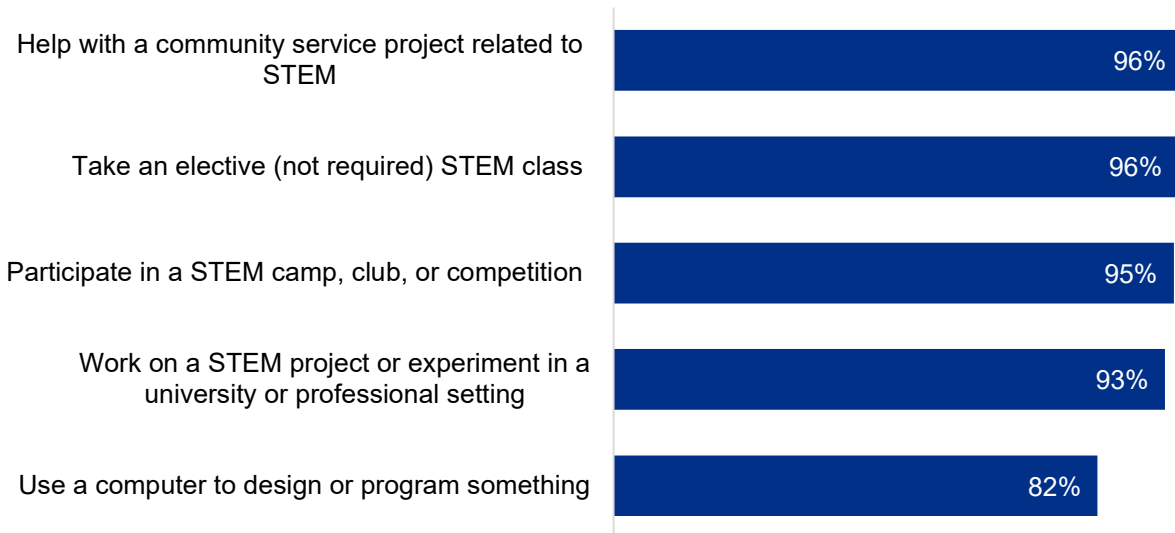 Help with a community service project related to
STEM
96%
Take an elective (not required) STEM class
96%
Participate in a STEM camp, club, or competition
95%
Work on a STEM project or experiment in a
university or professional setting
93%
Use a computer to design or program something
82%